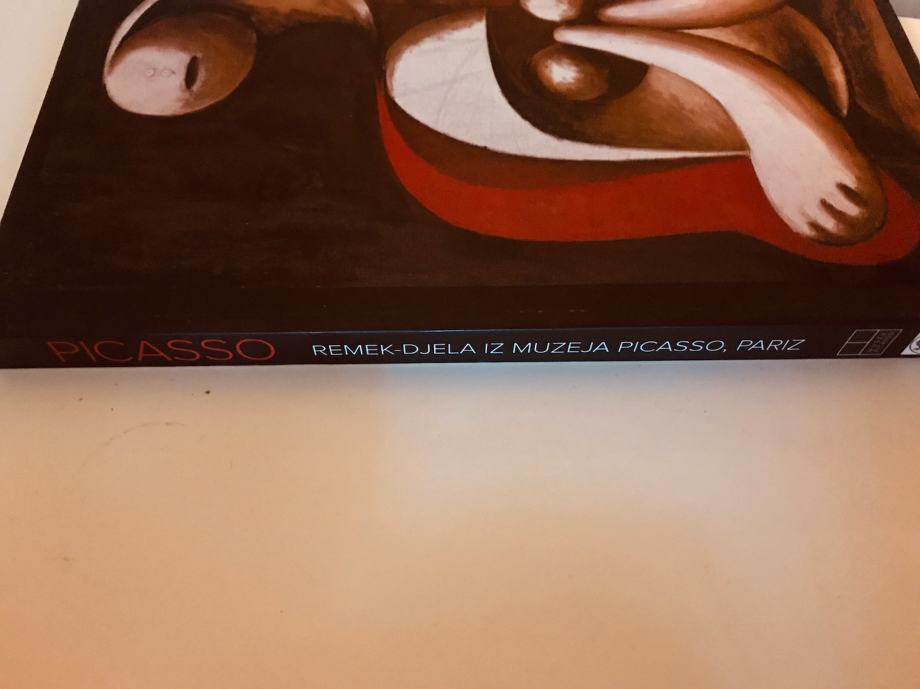 PICASSO REMEK-DJELA IZ MUZEJA PICASSO, PARIZ